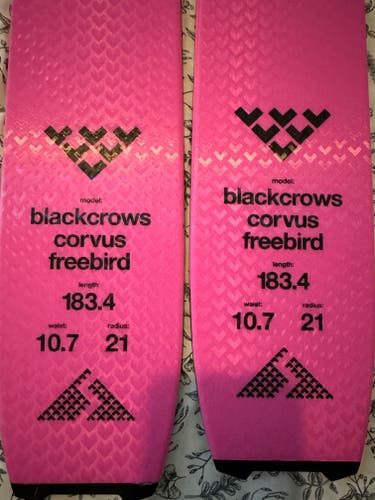 model:
blackcrows
corvus
freebird
length:
183.4
waist: radius:
10.7 21
model:
blackcrows
corvus
freebird
length:
183.4
waist: radius:
10.7 21